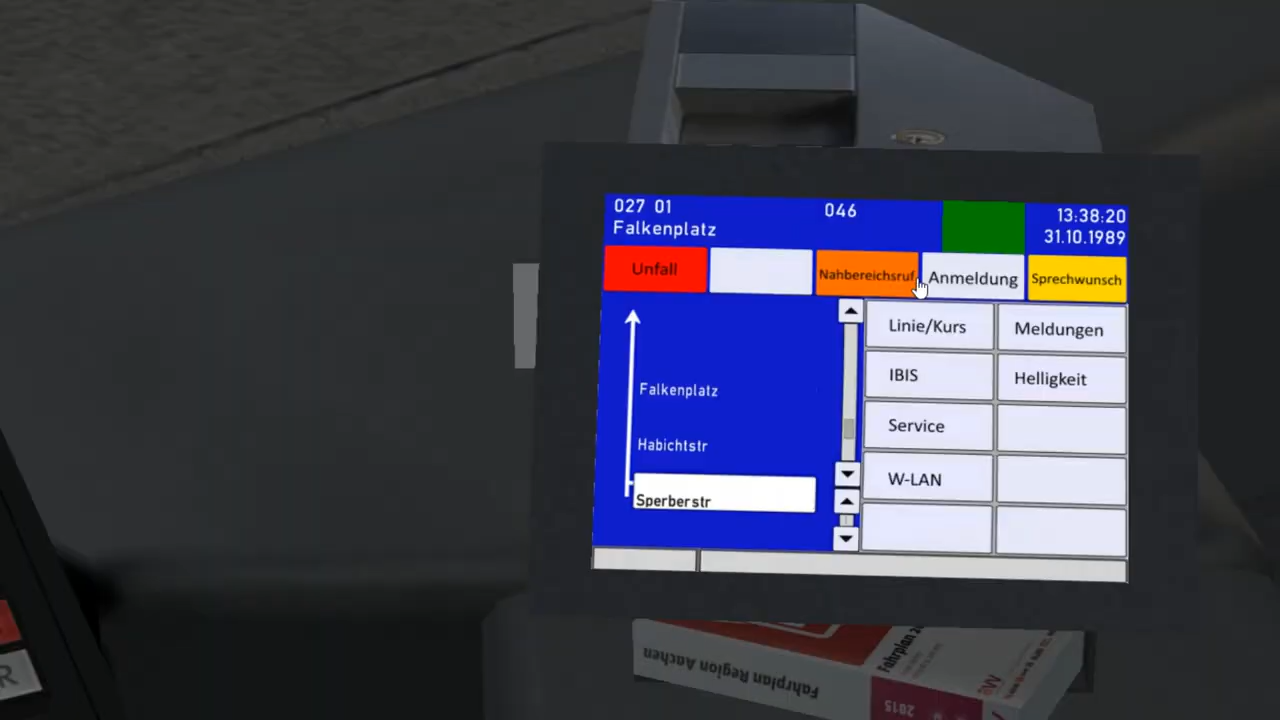 027 01
046
13:38:20
Falkenplatz
31.10.1989
Unfall
Nahbereichsruf
Anmeldung
Sprechwunsch
Linie/Kurs
Meldungen
Falkenplatz
IBIS
Helligkeit
Habichtstr
Service
Sperberstr
W-LAN
R
Fahrplan Region Aachen
Fahrplan
2015